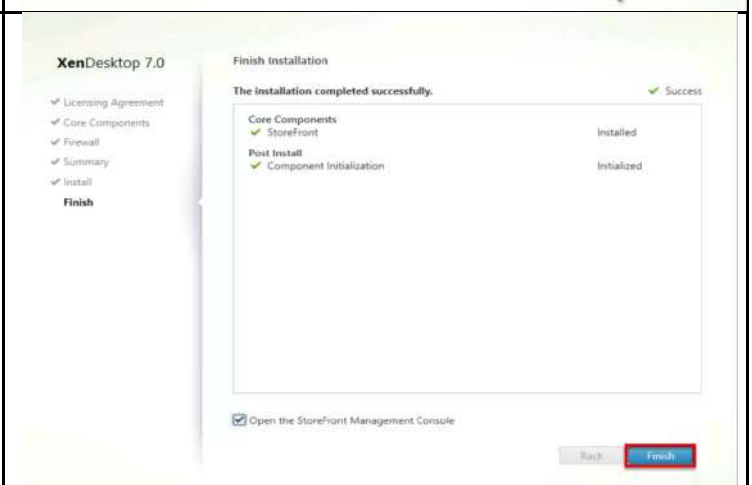 XenDesktop 7.0
Licensing Agreement
Core Components
Firewall
Summary
Install
Finish
Finish Installation
The installation completed successfully.
Success
Core Components
StoreFront
Installed
Post Install
Component Initialization
Initialized
Open the StoreFront Management Console
Back
Finish